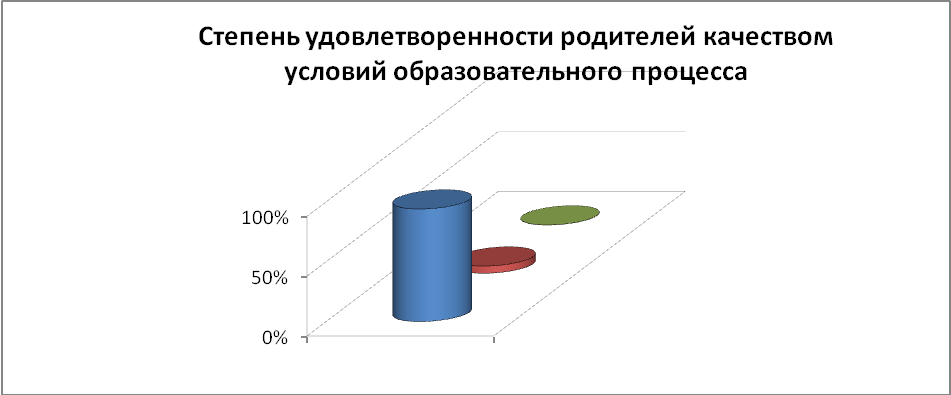 Степень удовлетворенности родителей качеством
условий образовательного процесса
100%
50%
0%